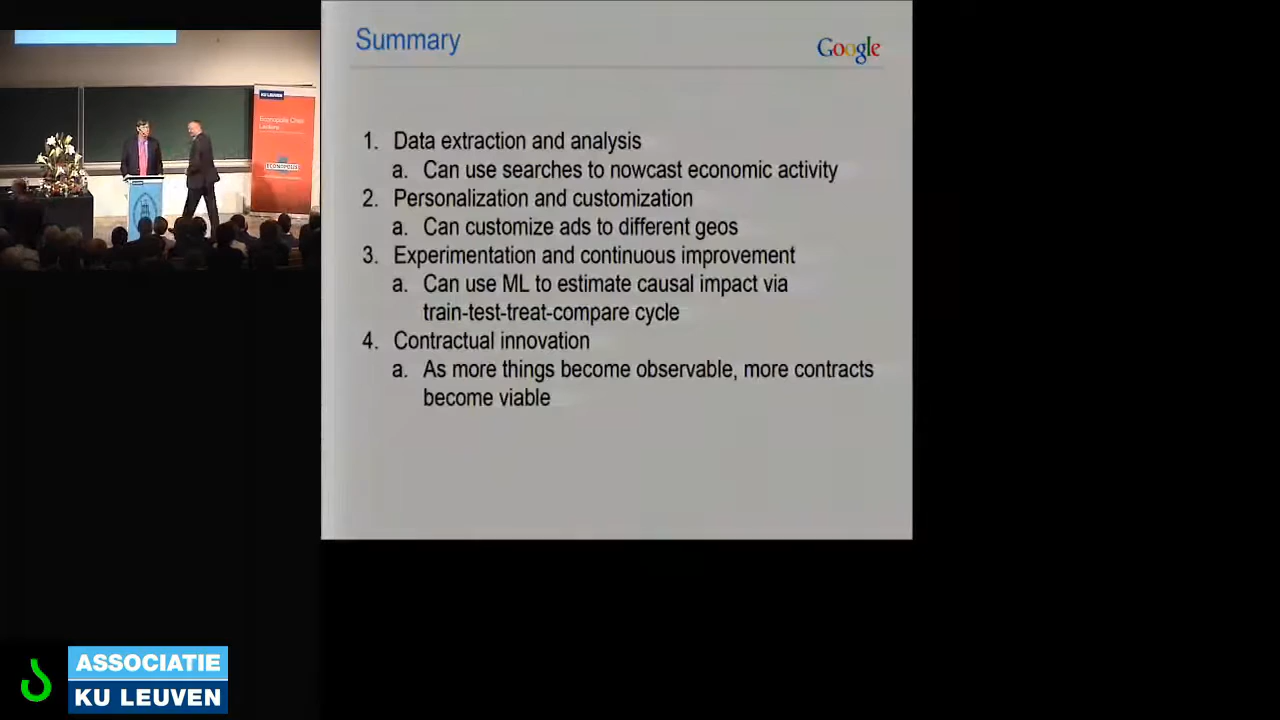 Summary
Google
1. Data extraction and analysis
a. Can use searches to nowcast economic activity
2. Personalization and customization
a. Can customize ads to different geos
3. Experimentation and continuous improvement
a. Can use ML to estimate causal impact via
train-test-treat-compare cycle
4. Contractual innovation
a. As more things become observable, more contracts
become viable
KU LEUVEN
ECONOPOLIS
ASSOCIATIE
KU LEUVEN